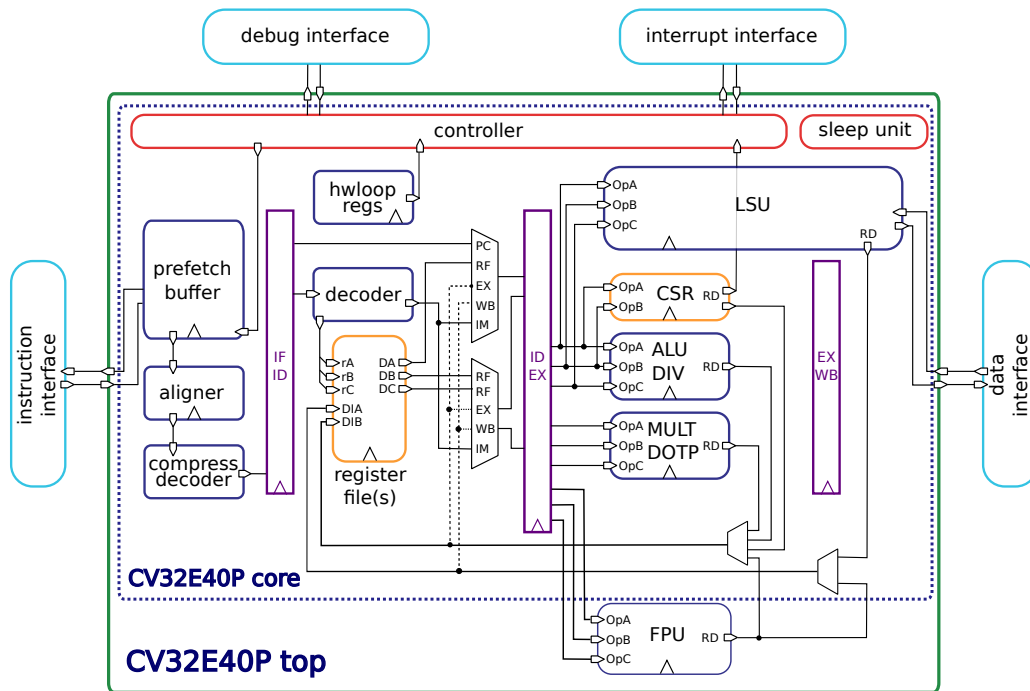 debug interface
interrupt interface
controller
sleep unit
hwloop
regs
OpA
OpB
OpC
LSU
RD
prefetch
buffer
instruction
interface
data
interface
IF
ID
decoder
PC
RF
EX
WB
IM
ID
EX
OpA
OpB
CSR
RD
EX
WB
aligner
compress
decoder
rA
rB
rC
DIA
DIB
DA
DB
DC
register
file(s)
RF
RF
EX
WB
IM
OpA
OpB
OpC
ALU
DIV
RD
OpA
OpB
OpC
MULT
DOTP
RD
CV32E40P core
OpA
OpB
OpC
FPU
RD
CV32E40P top